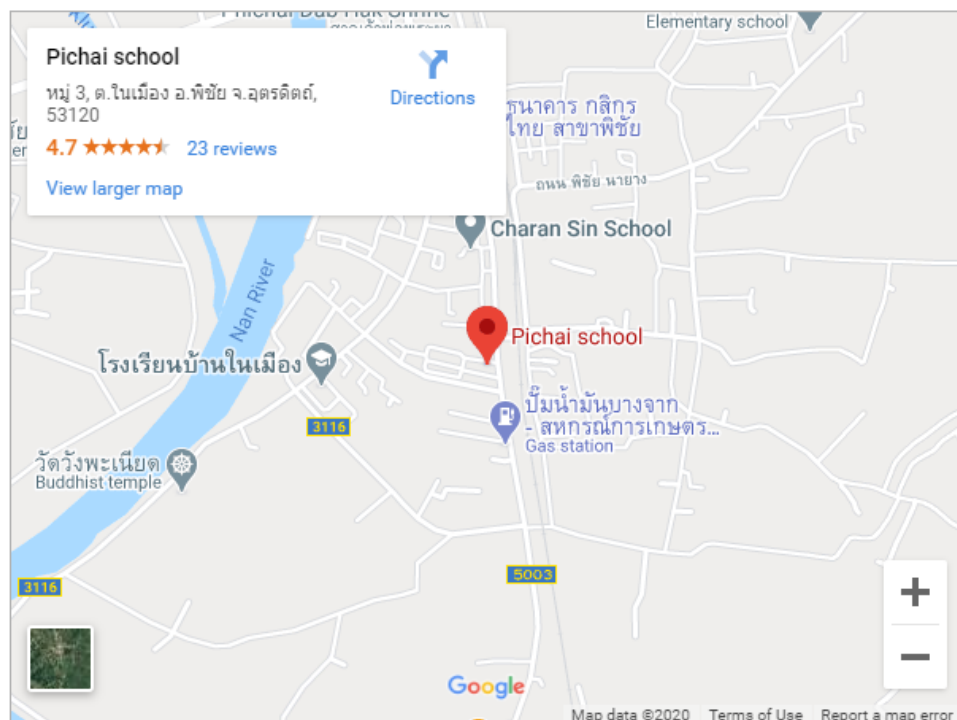 Elementary school
Pichai school
หมู่ 3, ต.ในเมือง อ.พิชัย จ.อุตรดิตถ์,
53120
Directions
4.7
23 reviews
View larger map
ธนาคาร กสิกร
ไทย สาขาพิชัย
ถนน พิชัย นายาง
Charan Sin School
Nan River
Pichai school
โรงเรียนบ้านในเมือง
ปั๊มน้ำมันบางจาก
- สหกรณ์การเกษตร...
Gas station
3116
วัดวังพะเนียด
Buddhist temple
5003
3116
Google
Map data ©2020 Terms of Use Report a map error